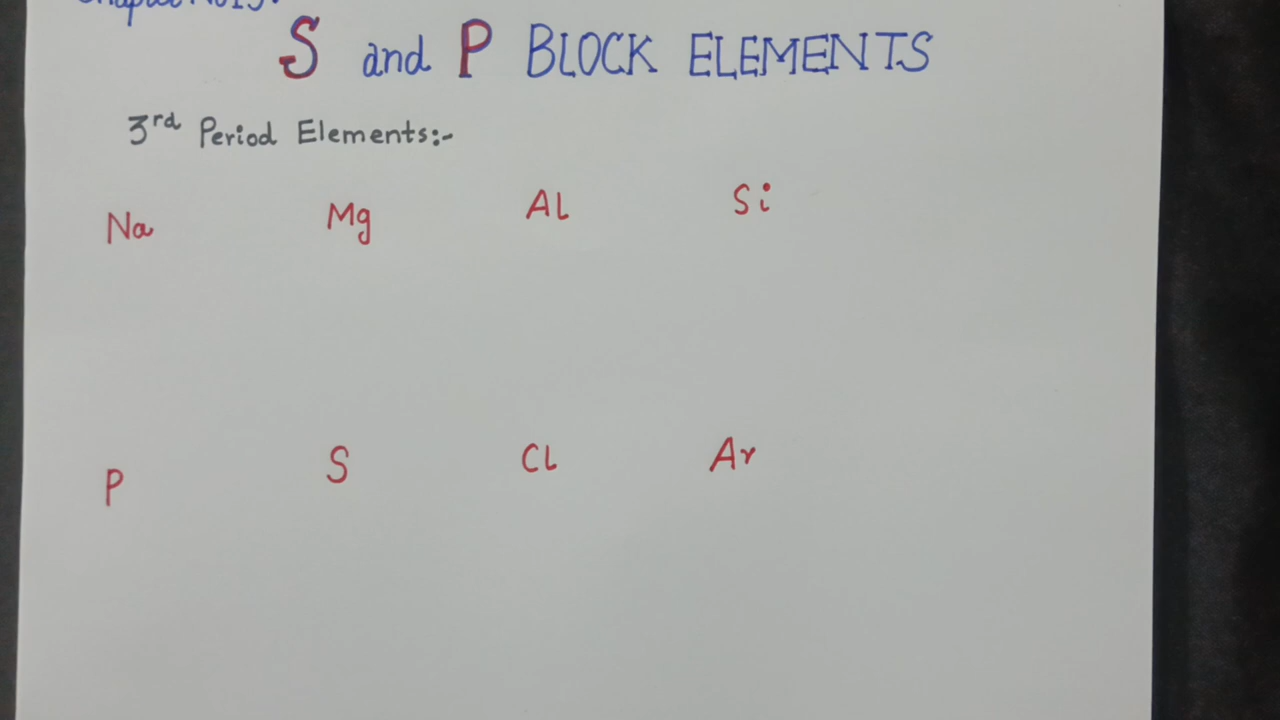 S and P BLOCK ELEMENTS
3rd Period Elements:-
Na Mg Al Si
P S Cl Ar